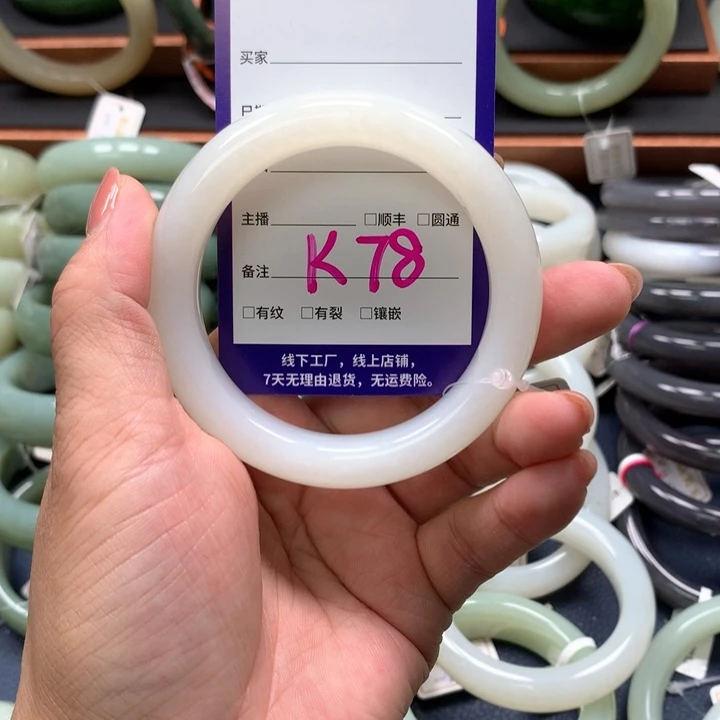 买家
主播 □顺丰 □圆通
备注 K78
□有纹 □有裂 □镶嵌
线下工厂，线上店铺，
7天无理由退货，无运费险。